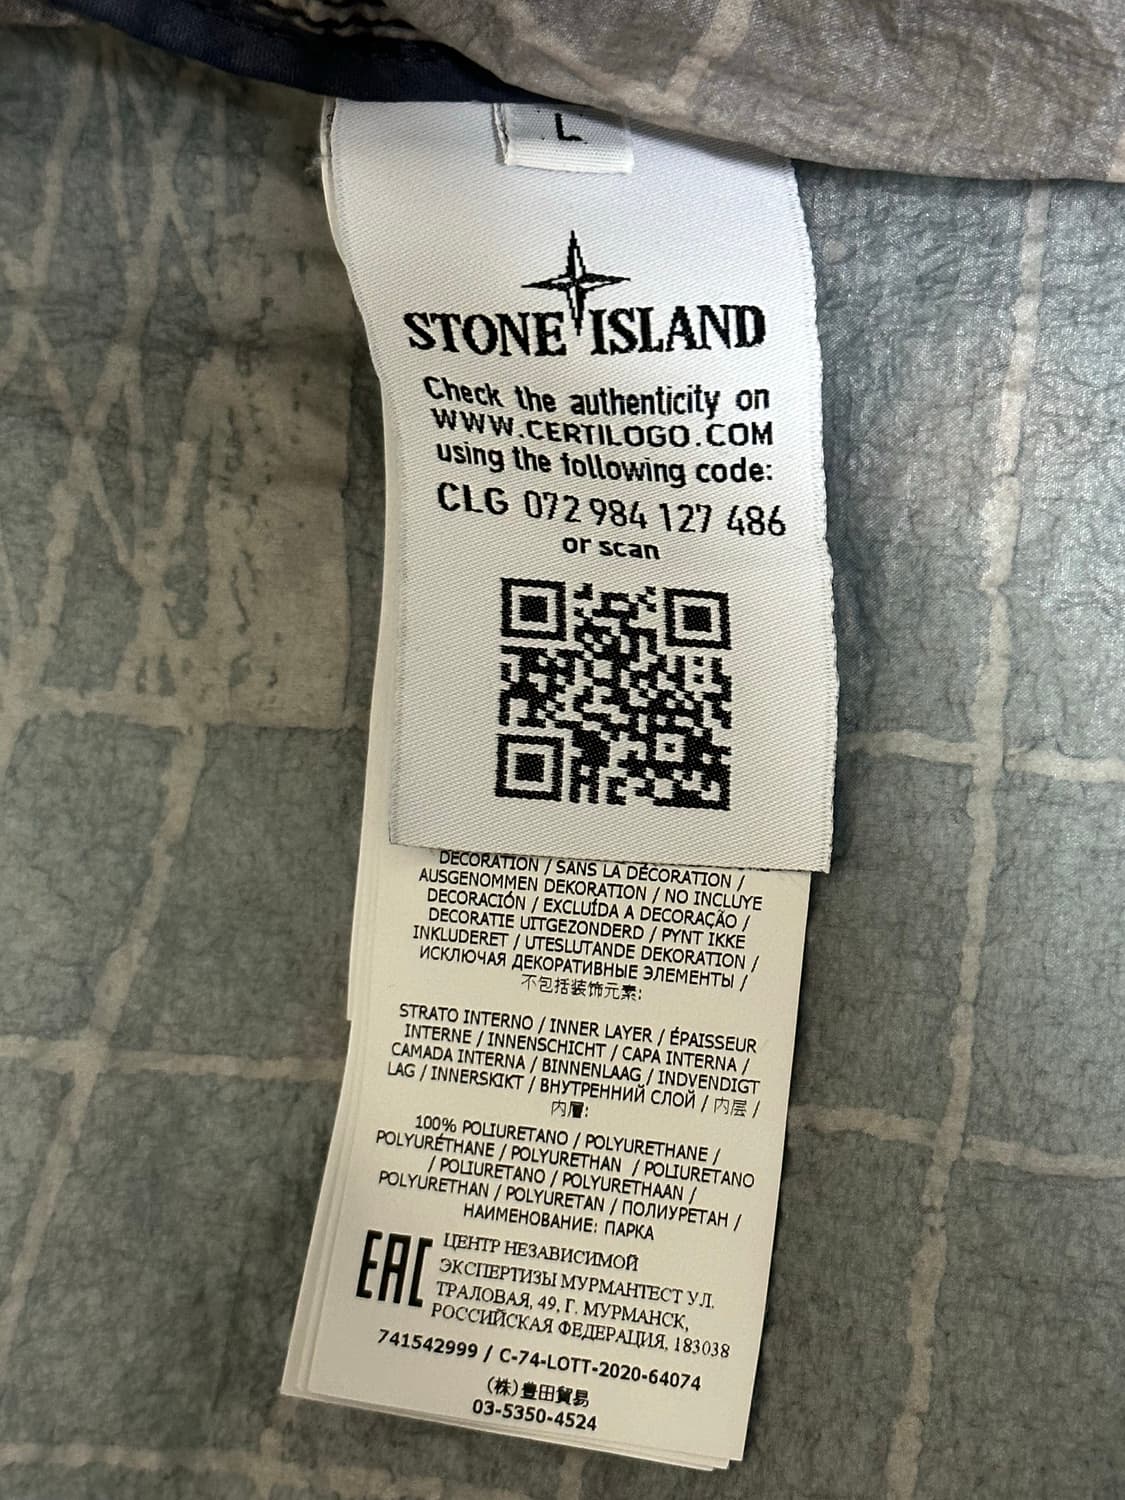 L
STONE ISLAND
Check the authenticity on
WWW.CERTILOGO.COM
using the following code:
CLG 072 984 127 486
or scan
DECORATION / SANS LA DÉCORATION /
AUSGENOMMEN DEKORATION / NO INCLUYE
DECORACIÓN / EXCLUÍDA A DECORAÇÃO /
DECORATIE UITGEZONDERD / PYNT IKKE
INKLUDERET / UTESLUTANDE DEKORATION /
ИСКЛЮЧАЯ ДЕКОРАТИВНЫЕ ЭЛЕМЕНТЫ /
不包括装饰元素:
STRATO INTERNO / INNER LAYER / ÉPAISSEUR
INTERNE / INNENSCHICHT / CAPA INTERNA /
CAMADA INTERNA / BINNENLAAG / INDVENDIGT
LAG / INNERSKIKT / ВНУТРЕННИЙ СЛОЙ / 内层 /
内層:
100% POLIURETANO / POLYURETHANE /
POLYURÉTHANE / POLYURETHAN / POLIURETANO
/ POLIURETANO / POLYURETHAAN /
POLYURETHAN / POLYURETAN / ПОЛИУРЕТАН /
НАИМЕНОВАНИЕ: ПАРКА
EAC ЦЕНТР НЕЗАВИСИМОЙ
ЭКСПЕРТИЗЫ МУРМАНТЕСТ УЛ.
ТРАЛОВАЯ, 49, Г. МУРМАНСК,
РОССИЙСКАЯ ФЕДЕРАЦИЯ, 183038
741542999 / C-74-LOTT-2020-64074
(株)豊田貿易
03-5350-4524